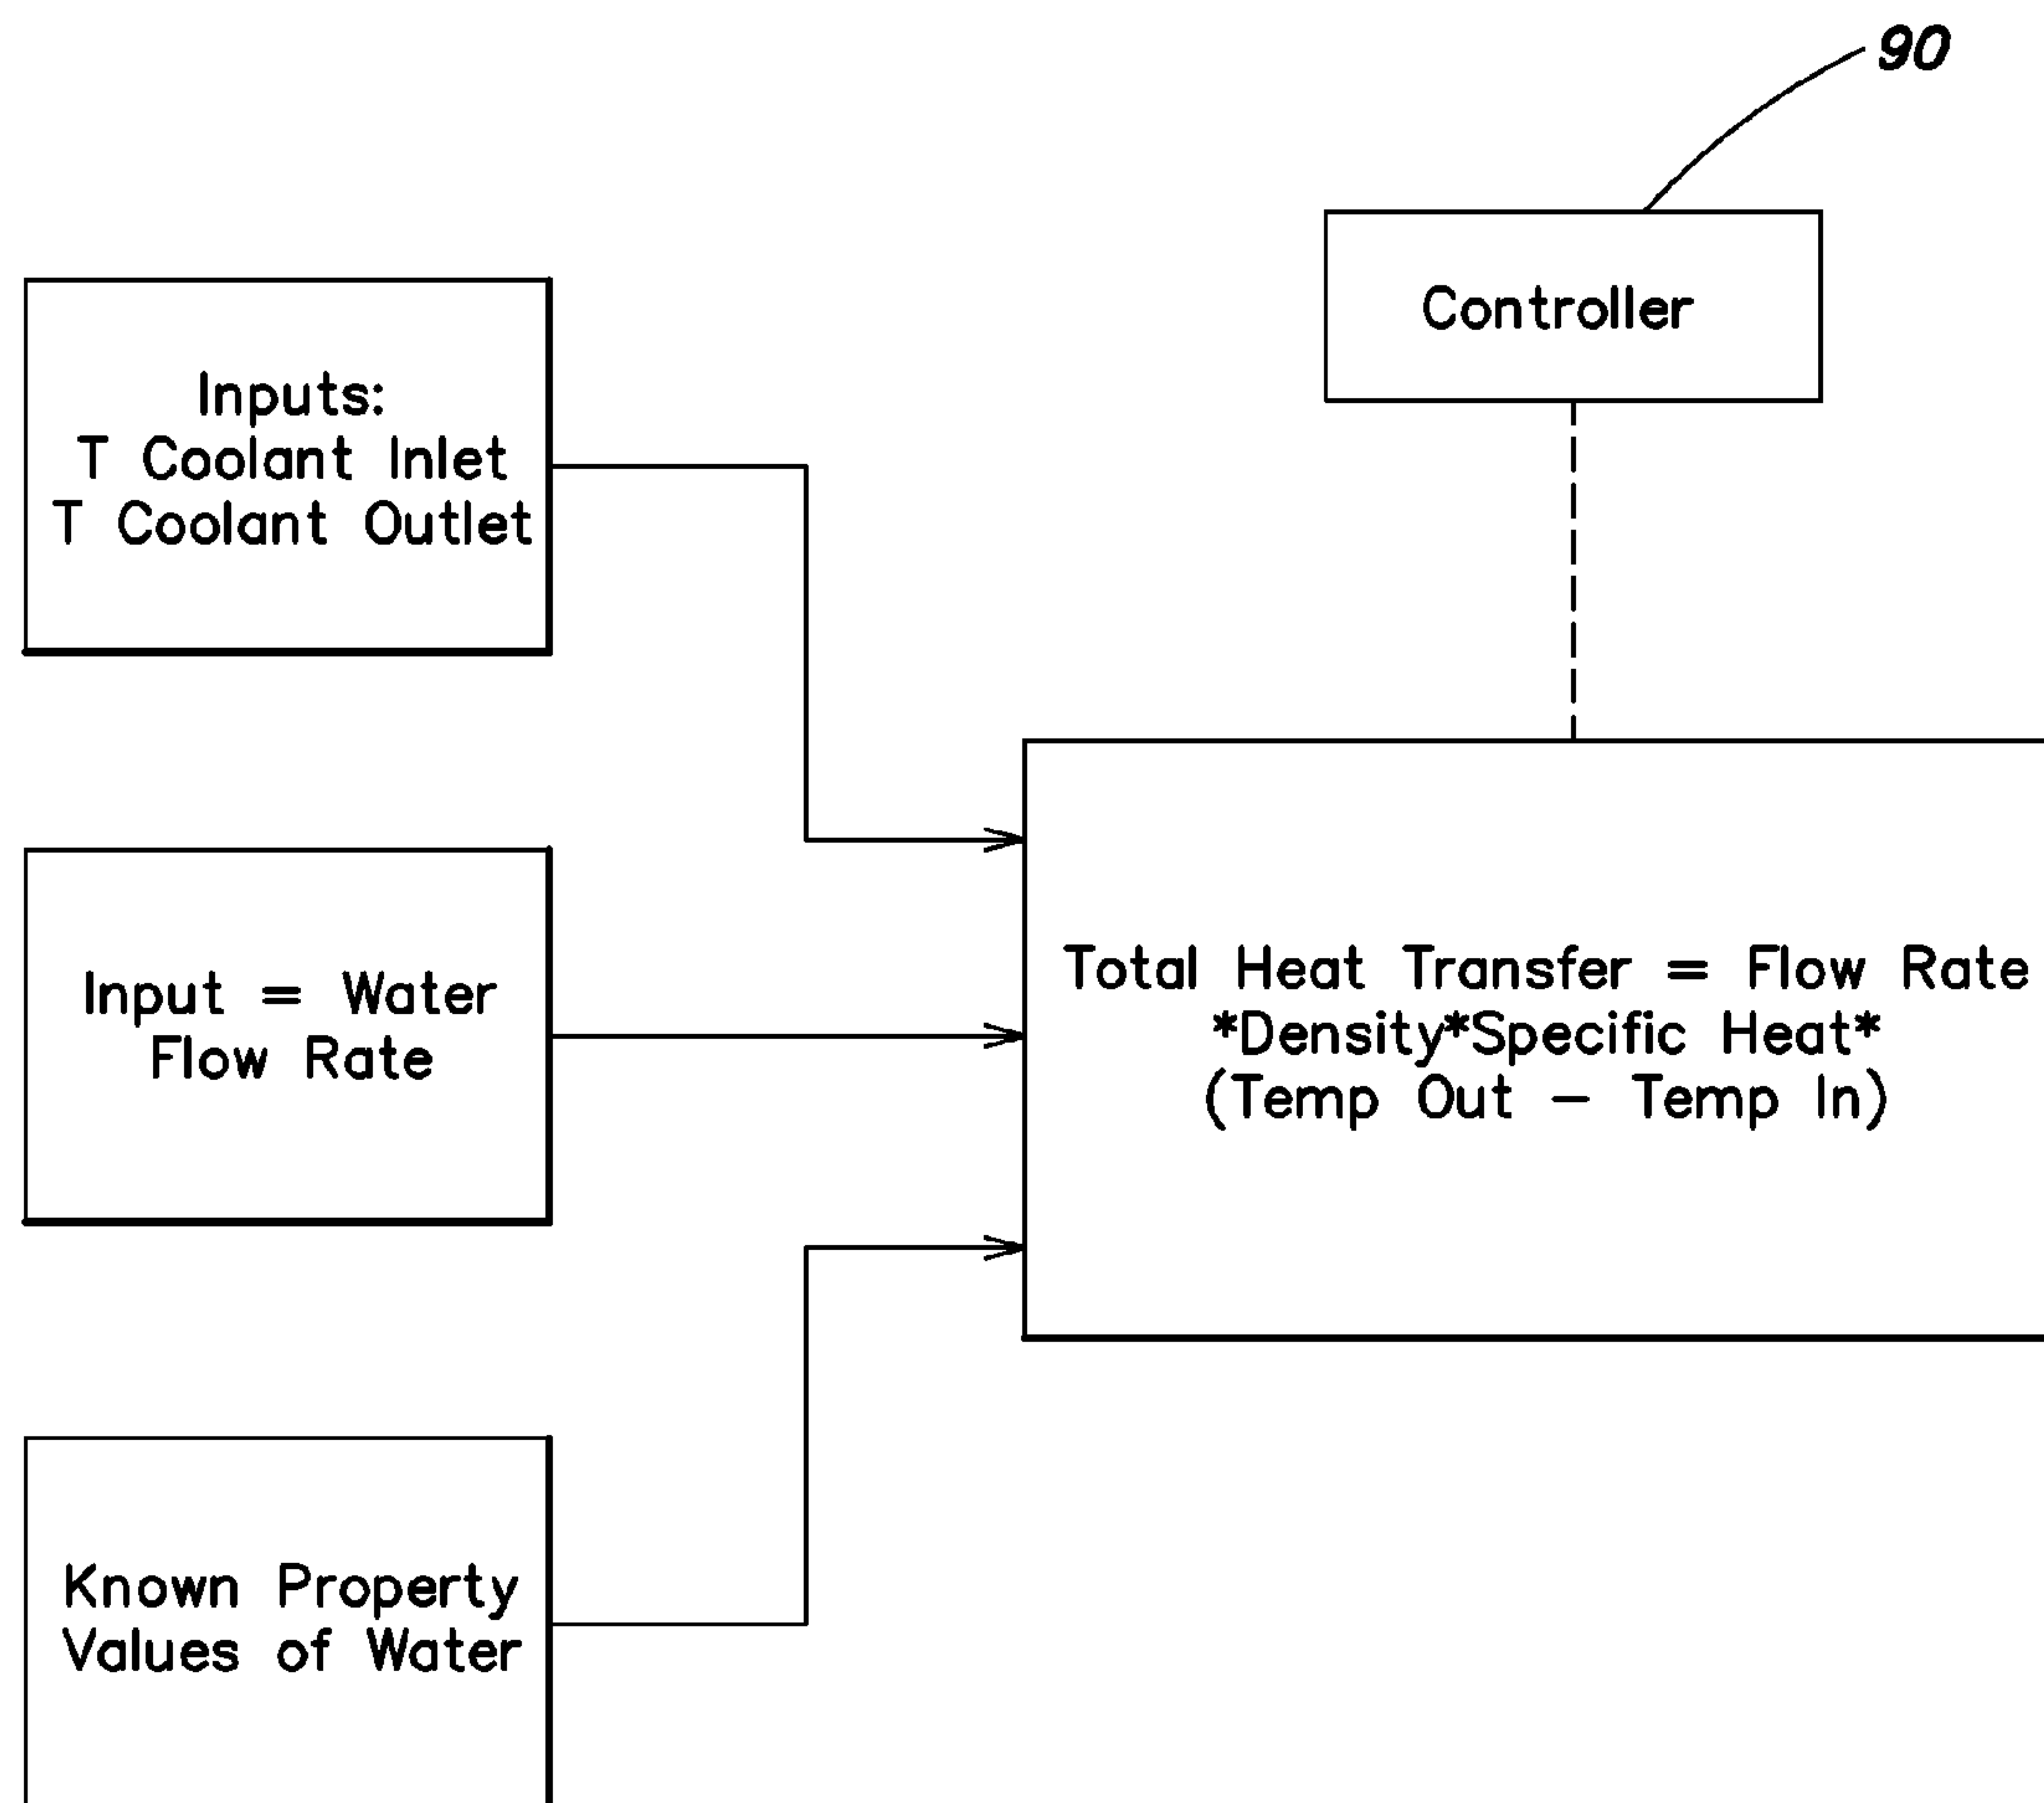 90
Controller
Inputs:
T Coolant Inlet
T Coolant Outlet
Input = Water
Flow Rate
Total Heat Transfer = Flow Rate
*Density*Specific Heat*
(Temp Out - Temp In)
Known Property
Values of Water